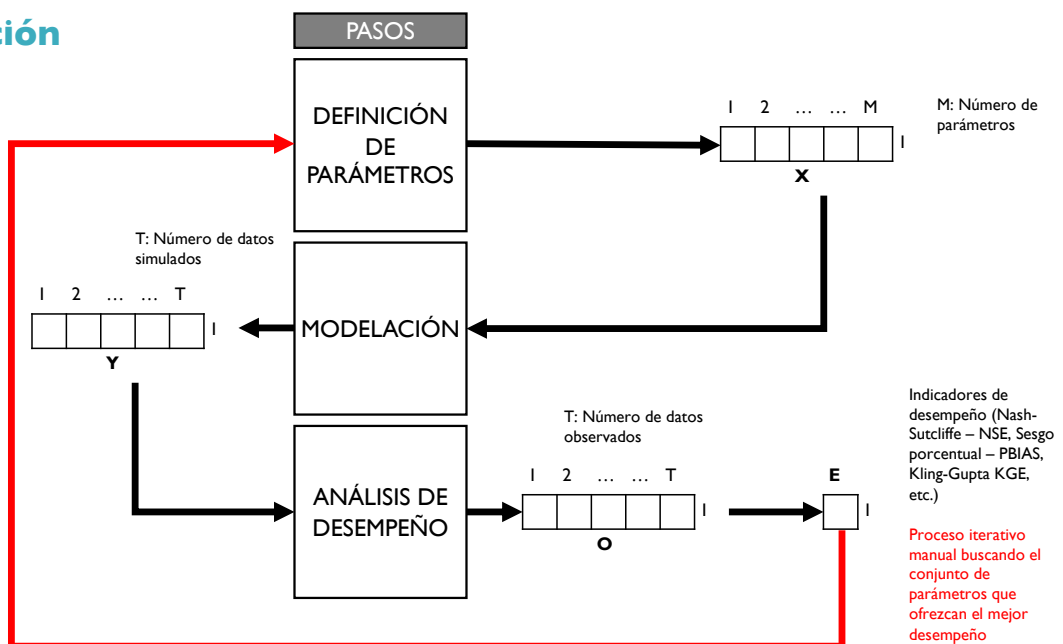 ción
PASOS
DEFINICIÓN
DE
PARÁMETROS
1 2 ... ... M
1
X
M: Número de
parámetros
T: Número de datos
simulados
1 2 ... ... T
1
Y
MODELACIÓN
ANÁLISIS DE
DESEMPEÑO
T: Número de datos
observados
1 2 ... ... T
1
O
E
1
Indicadores de
desempeño (Nash-
Sutcliffe – NSE, Sesgo
porcentual – PBIAS,
Kling-Gupta KGE,
etc.)
Proceso iterativo
manual buscando el
conjunto de
parámetros que
ofrezcan el mejor
desempeño